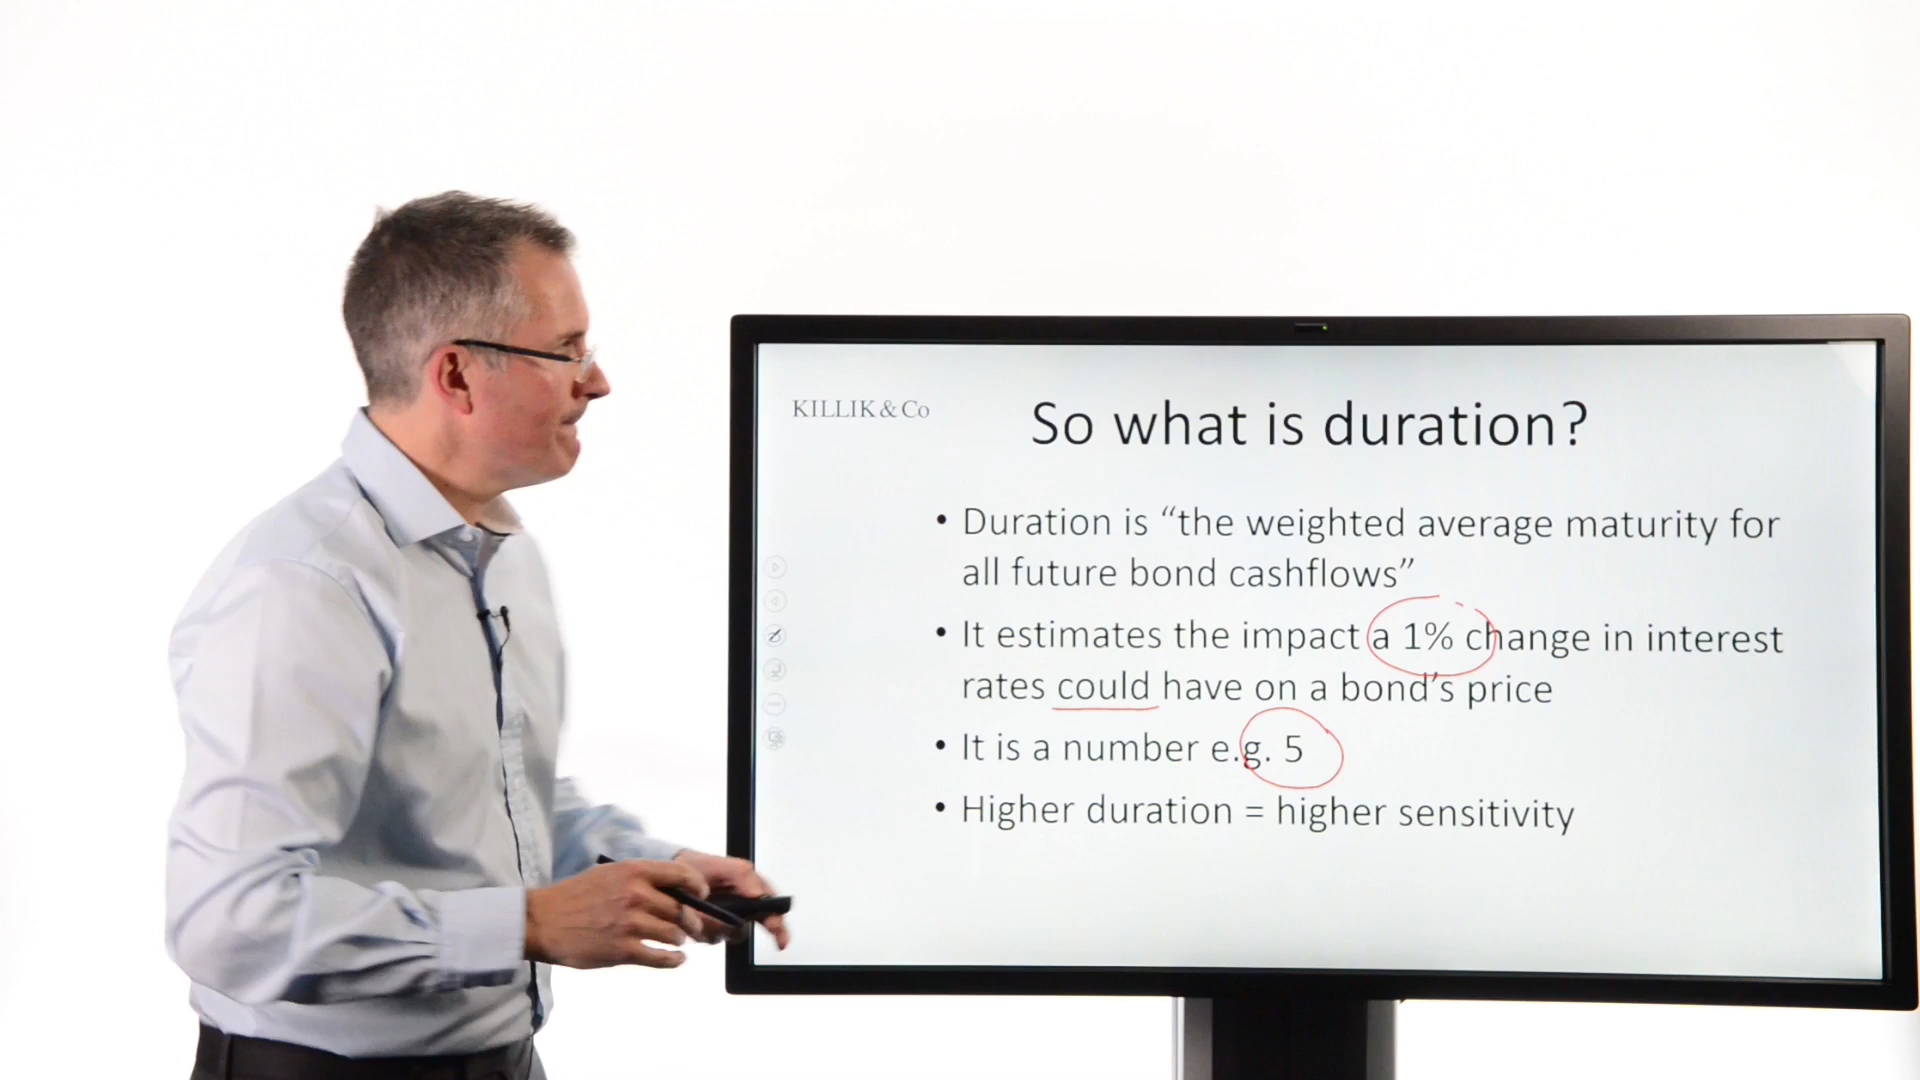 KILLIK & Co
So what is duration?
• Duration is “the weighted average maturity for
all future bond cashflows”
• It estimates the impact a 1% change in interest
rates could have on a bond’s price
• It is a number e.g. 5
• Higher duration = higher sensitivity